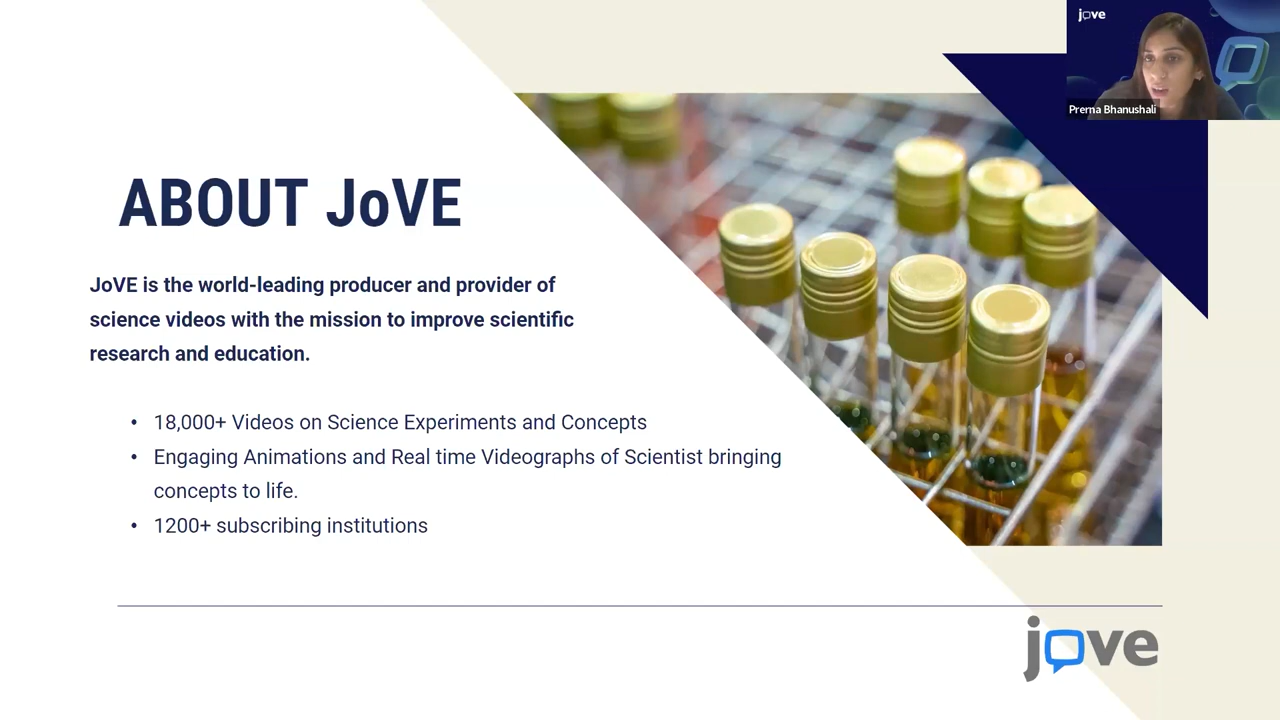 jove
Prerna Bhanushali
ABOUT JoVE
JoVE is the world-leading producer and provider of
science videos with the mission to improve scientific
research and education.
• 18,000+ Videos on Science Experiments and Concepts
• Engaging Animations and Real time Videographs of Scientist bringing
concepts to life.
• 1200+ subscribing institutions
jove